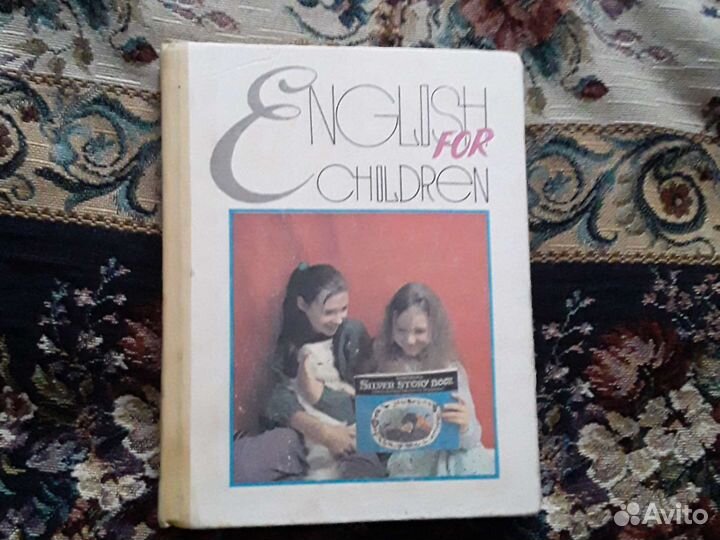 ENGLISH
FOR
CHILDREN
SILVER STORY BOOK
Avito